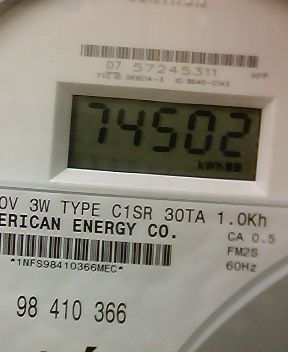 07 57245311
HPP
74502
kWh
0V 3W TYPE C1SR 30TA 1.0Kh
ERICAN ENERGY CO.
CA 0.5
FM2S
*1NFS98410366MEC*
60Hz
98 410 366